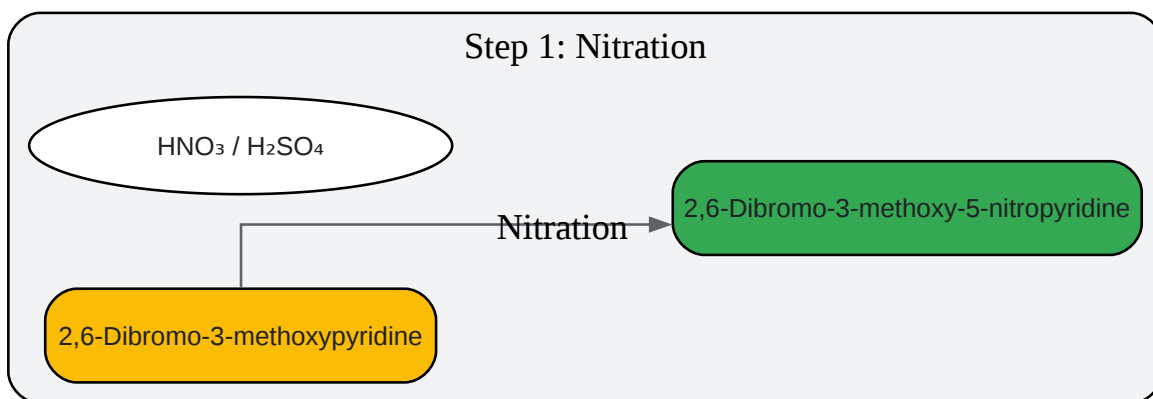 Step 1: Nitration
HNO₃ / H₂SO₄
2,6-Dibromo-3-methoxy-5-nitropyridine
Nitration
2,6-Dibromo-3-methoxypyridine